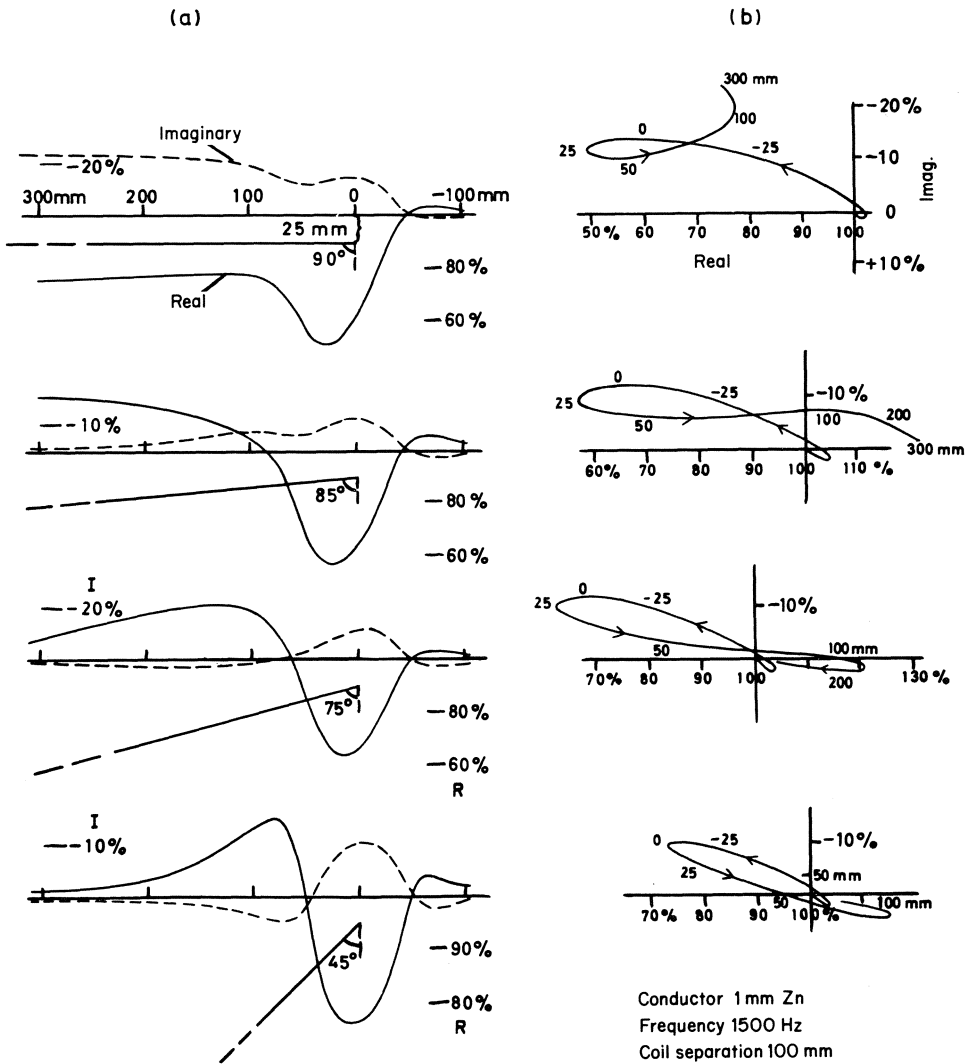 (a)
(b)
Imaginary
-20%
300mm 200 100 0 -100mm
25 mm
90°
Real
-80%
-60%
300 mm
-20%
100
0
-25
-10
25
50
0
Imag.
50% 60 70 80 90 100
Real
+10%
-10%
85°
-80%
-60%
0
-25
-10%
25
50
100
200
300 mm
60% 70 80 90 100 110 %
I
-20%
75°
-80%
-60%
R
0
-25
-10%
25
50
100 mm
70% 80 90 100
200
130 %
I
-10%
45°
-90%
-80%
R
0
-25
-10%
25
50 mm
50
100 mm
70% 80 90 100%
Conductor 1 mm Zn
Frequency 1500 Hz
Coil separation 100 mm